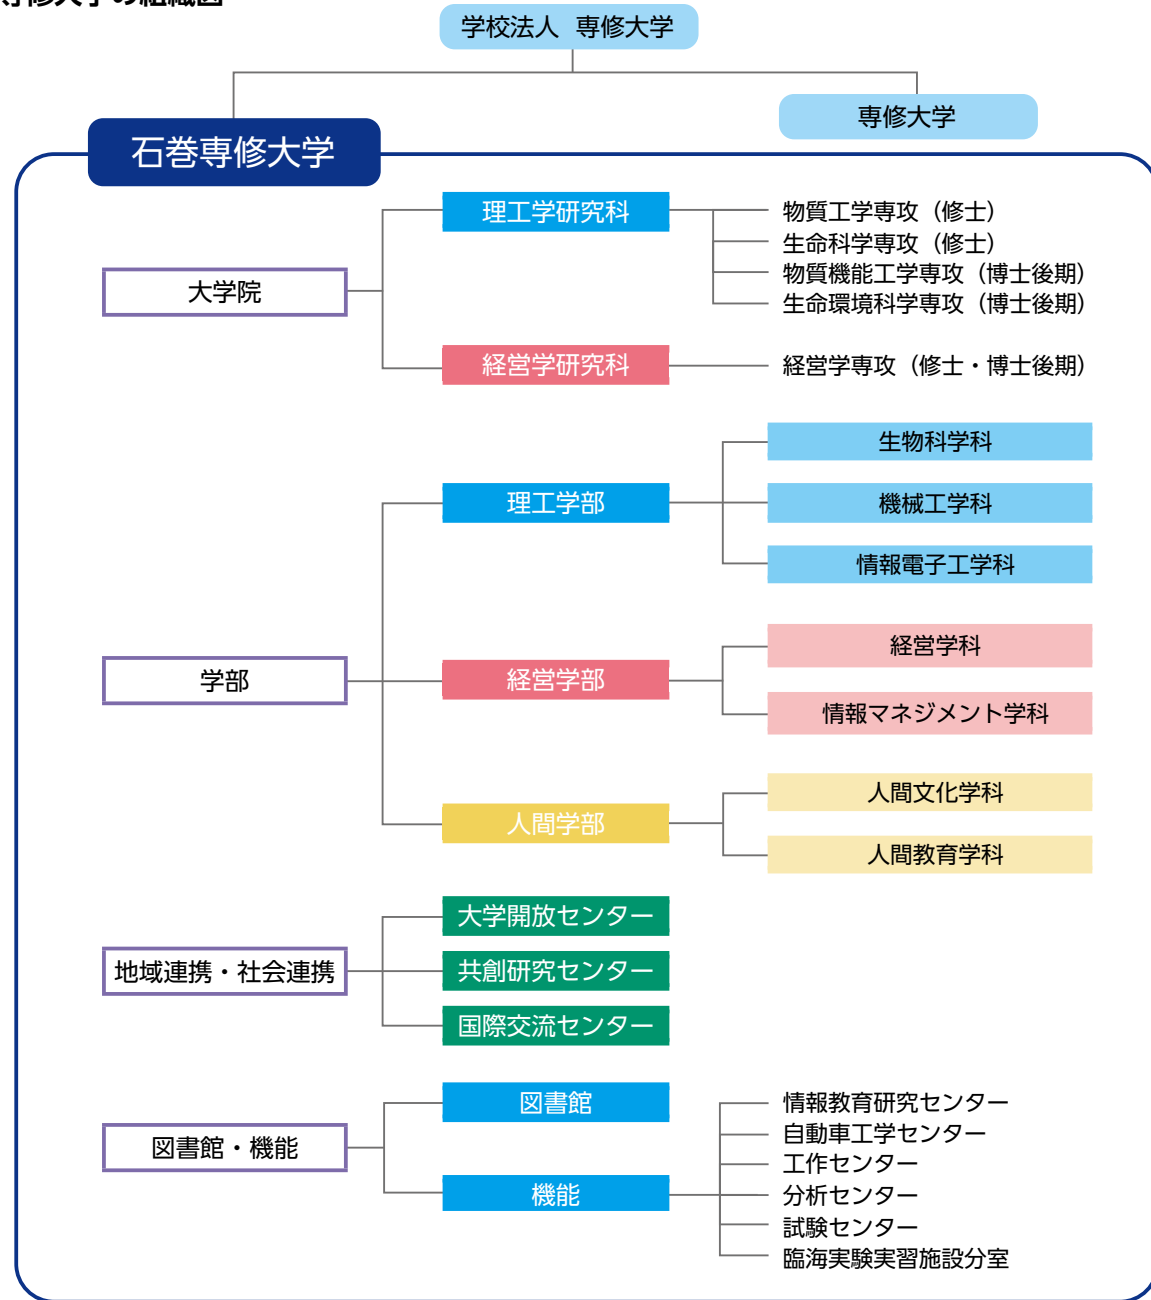 専修大学の組織図
学校法人 専修大学
専修大学
石巻専修大学
大学院
理工学研究科
物質工学専攻（修士）
生命科学専攻（修士）
物質機能工学専攻（博士後期）
生命環境科学専攻（博士後期）
経営学研究科
経営学専攻（修士・博士後期）
学部
理工学部
生物科学科
機械工学科
情報電子工学科
経営学部
経営学科
情報マネジメント学科
人間学部
人間文化学科
人間教育学科
地域連携・社会連携
大学開放センター
共創研究センター
国際交流センター
図書館・機能
図書館
機能
情報教育研究センター
自動車工学センター
工作センター
分析センター
試験センター
臨海実験実習施設分室